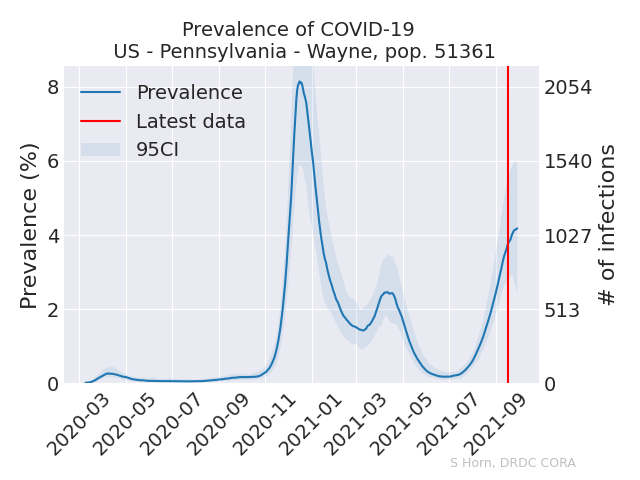 Prevalence of COVID-19
US - Pennsylvania - Wayne, pop. 51361
Prevalence
Latest data
95CI
Prevalence (%)
8
6
4
2
0
2054
1540
1027
513
0
# of infections
2020-03
2020-05
2020-07
2020-09
2020-11
2021-01
2021-03
2021-05
2021-07
2021-09
S Horn, DRDC CORA